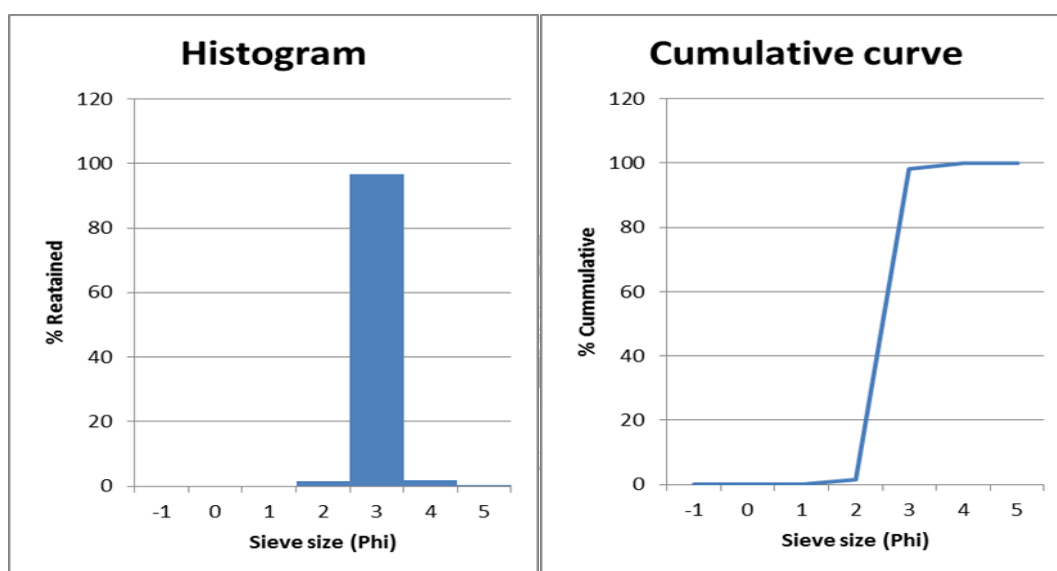 Histogram
120
100
80
60
40
20
0
% Reatained
-1 0 1 2 3 4 5
Sieve size (Phi)
Cumulative curve
120
100
80
60
40
20
0
% Cummulative
-1 0 1 2 3 4 5
Sieve size (Phi)